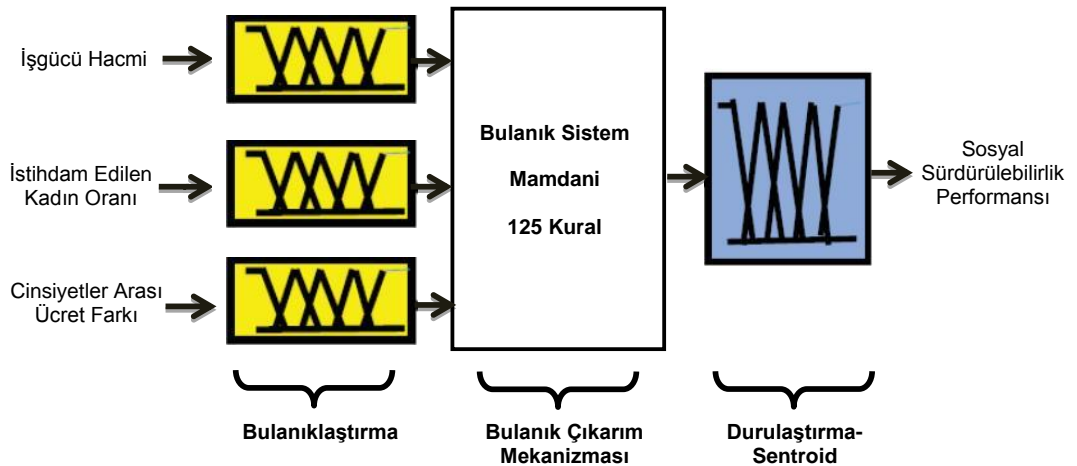 İşgücü Hacmi
İstihdam Edilen
Kadın Oranı
Cinsiyetler Arası
Ücret Farkı
Bulanık Sistem
Mamdani
125 Kural
Sosyal
Sürdürülebilirlik
Performansı
Bulanıklaştırma
Bulanık Çıkarım
Mekanizması
Durulaştırma-
Sentroid